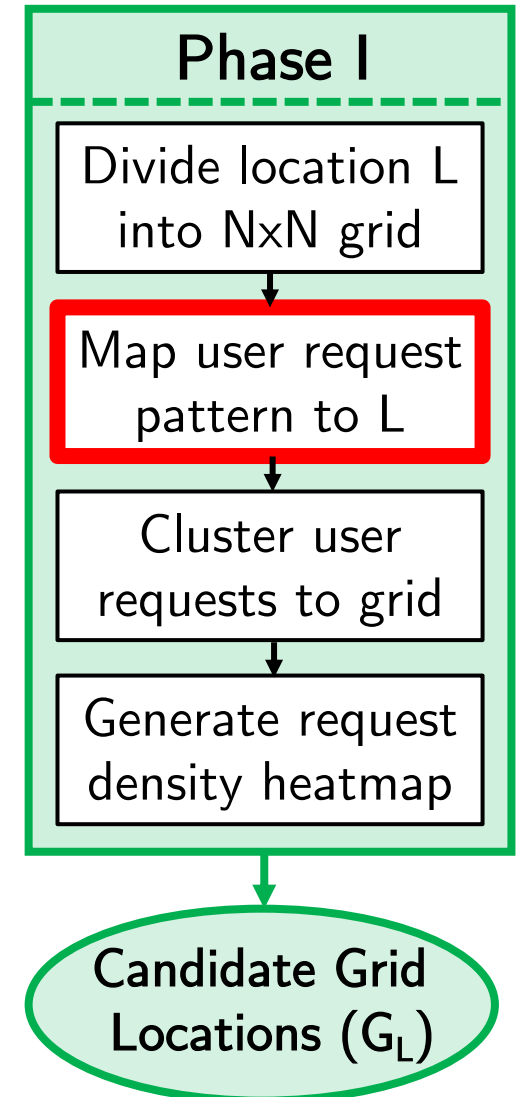 Phase I
Divide location L
into NxN grid
Map user request
pattern to L
Cluster user
requests to grid
Generate request
density heatmap
Candidate Grid
Locations (G_L)